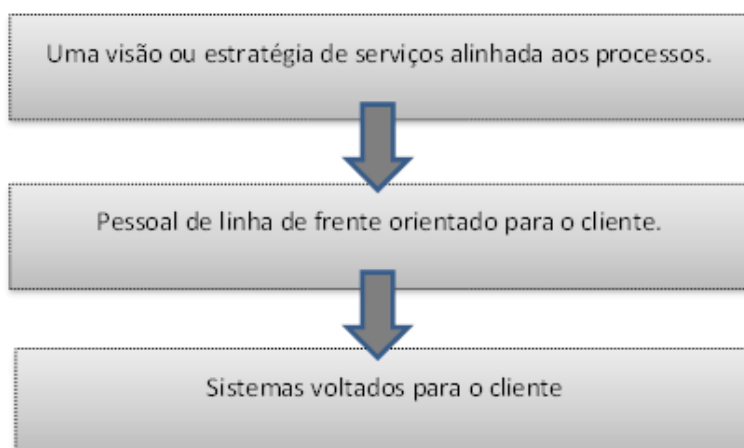 Uma visão ou estratégia de serviços alinhada aos processos.
Pessoal de linha de frente orientado para o cliente.
Sistemas voltados para o cliente